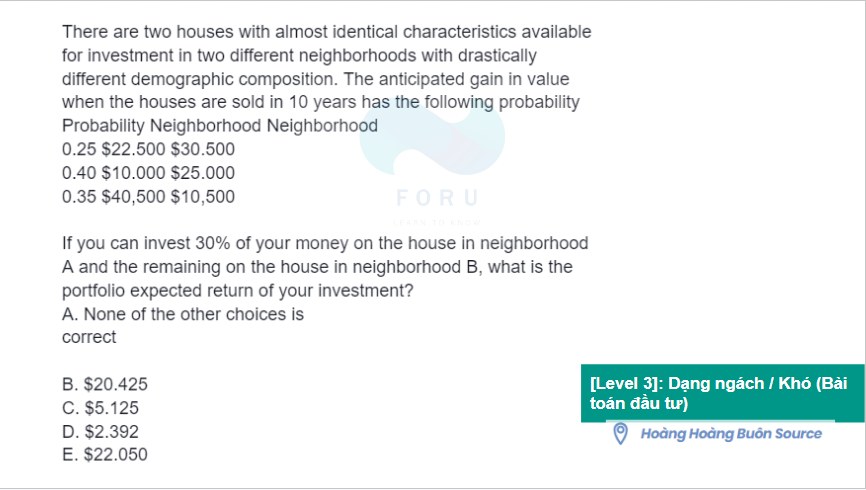 There are two houses with almost identical characteristics available
for investment in two different neighborhoods with drastically
different demographic composition. The anticipated gain in value
when the houses are sold in 10 years has the following probability
Probability Neighborhood Neighborhood
0.25 $22.500 $30.500
0.40 $10.000 $25.000
0.35 $40,500 $10,500
FORU
If you can invest 30% of your money on the house in neighborhood
A and the remaining on the house in neighborhood B, what is the
portfolio expected return of your investment?
A. None of the other choices is
correct
B. $20.425
C. $5.125
D. $2.392
E. $22.050
[Level 3]: Dạng ngách / Khó (Bài
toán đầu tư)
Hoàng Hoàng Buôn Source